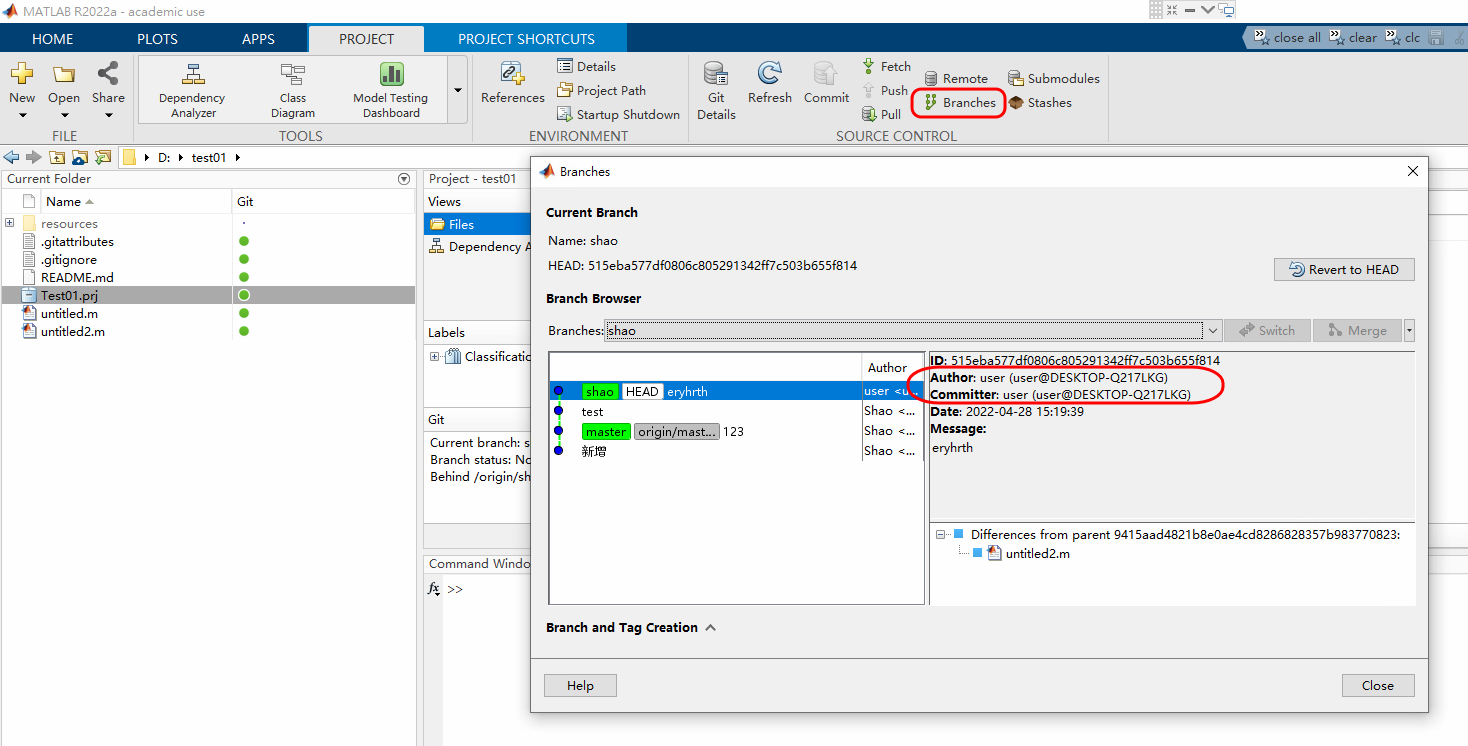 MATLAB R2022a - academic use
HOME PLOTS APPS PROJECT PROJECT SHORTCUTS
close all clear clc
New Open Share
FILE
Dependency Analyzer
Class Diagram
Model Testing Dashboard
TOOLS
References
Details
Project Path
Startup Shutdown
ENVIRONMENT
Git Details
Refresh
Commit
Fetch
Push
Pull
Remote
Branches
Submodules
Stashes
SOURCE CONTROL
D: test01
Current Folder
Name Git
resources
.gitattributes
.gitignore
README.md
Test01.prj
untitled.m
untitled2.m
Project - test01
Views
Files
Dependency A
Labels
Classificatio
Git
Current branch: s
Branch status: No
Behind /origin/sh
Command Windo
fx >>
Branches
Current Branch
Name: shao
HEAD: 515eba577df0806c805291342ff7c503b655f814
Revert to HEAD
Branch Browser
Branches: shao
Switch
Merge
Author
shao HEAD eryhrth user <u...
test Shao <...
master origin/mast... 123 Shao <...
新增 Shao <...
ID: 515eba577df0806c805291342ff7c503b655f814
Author: user (user@DESKTOP-Q217LKG)
Committer: user (user@DESKTOP-Q217LKG)
Date: 2022-04-28 15:19:39
Message:
eryhrth
Differences from parent 9415aad4821b8e0ae4cd8286828357b983770823:
untitled2.m
Branch and Tag Creation
Help
Close